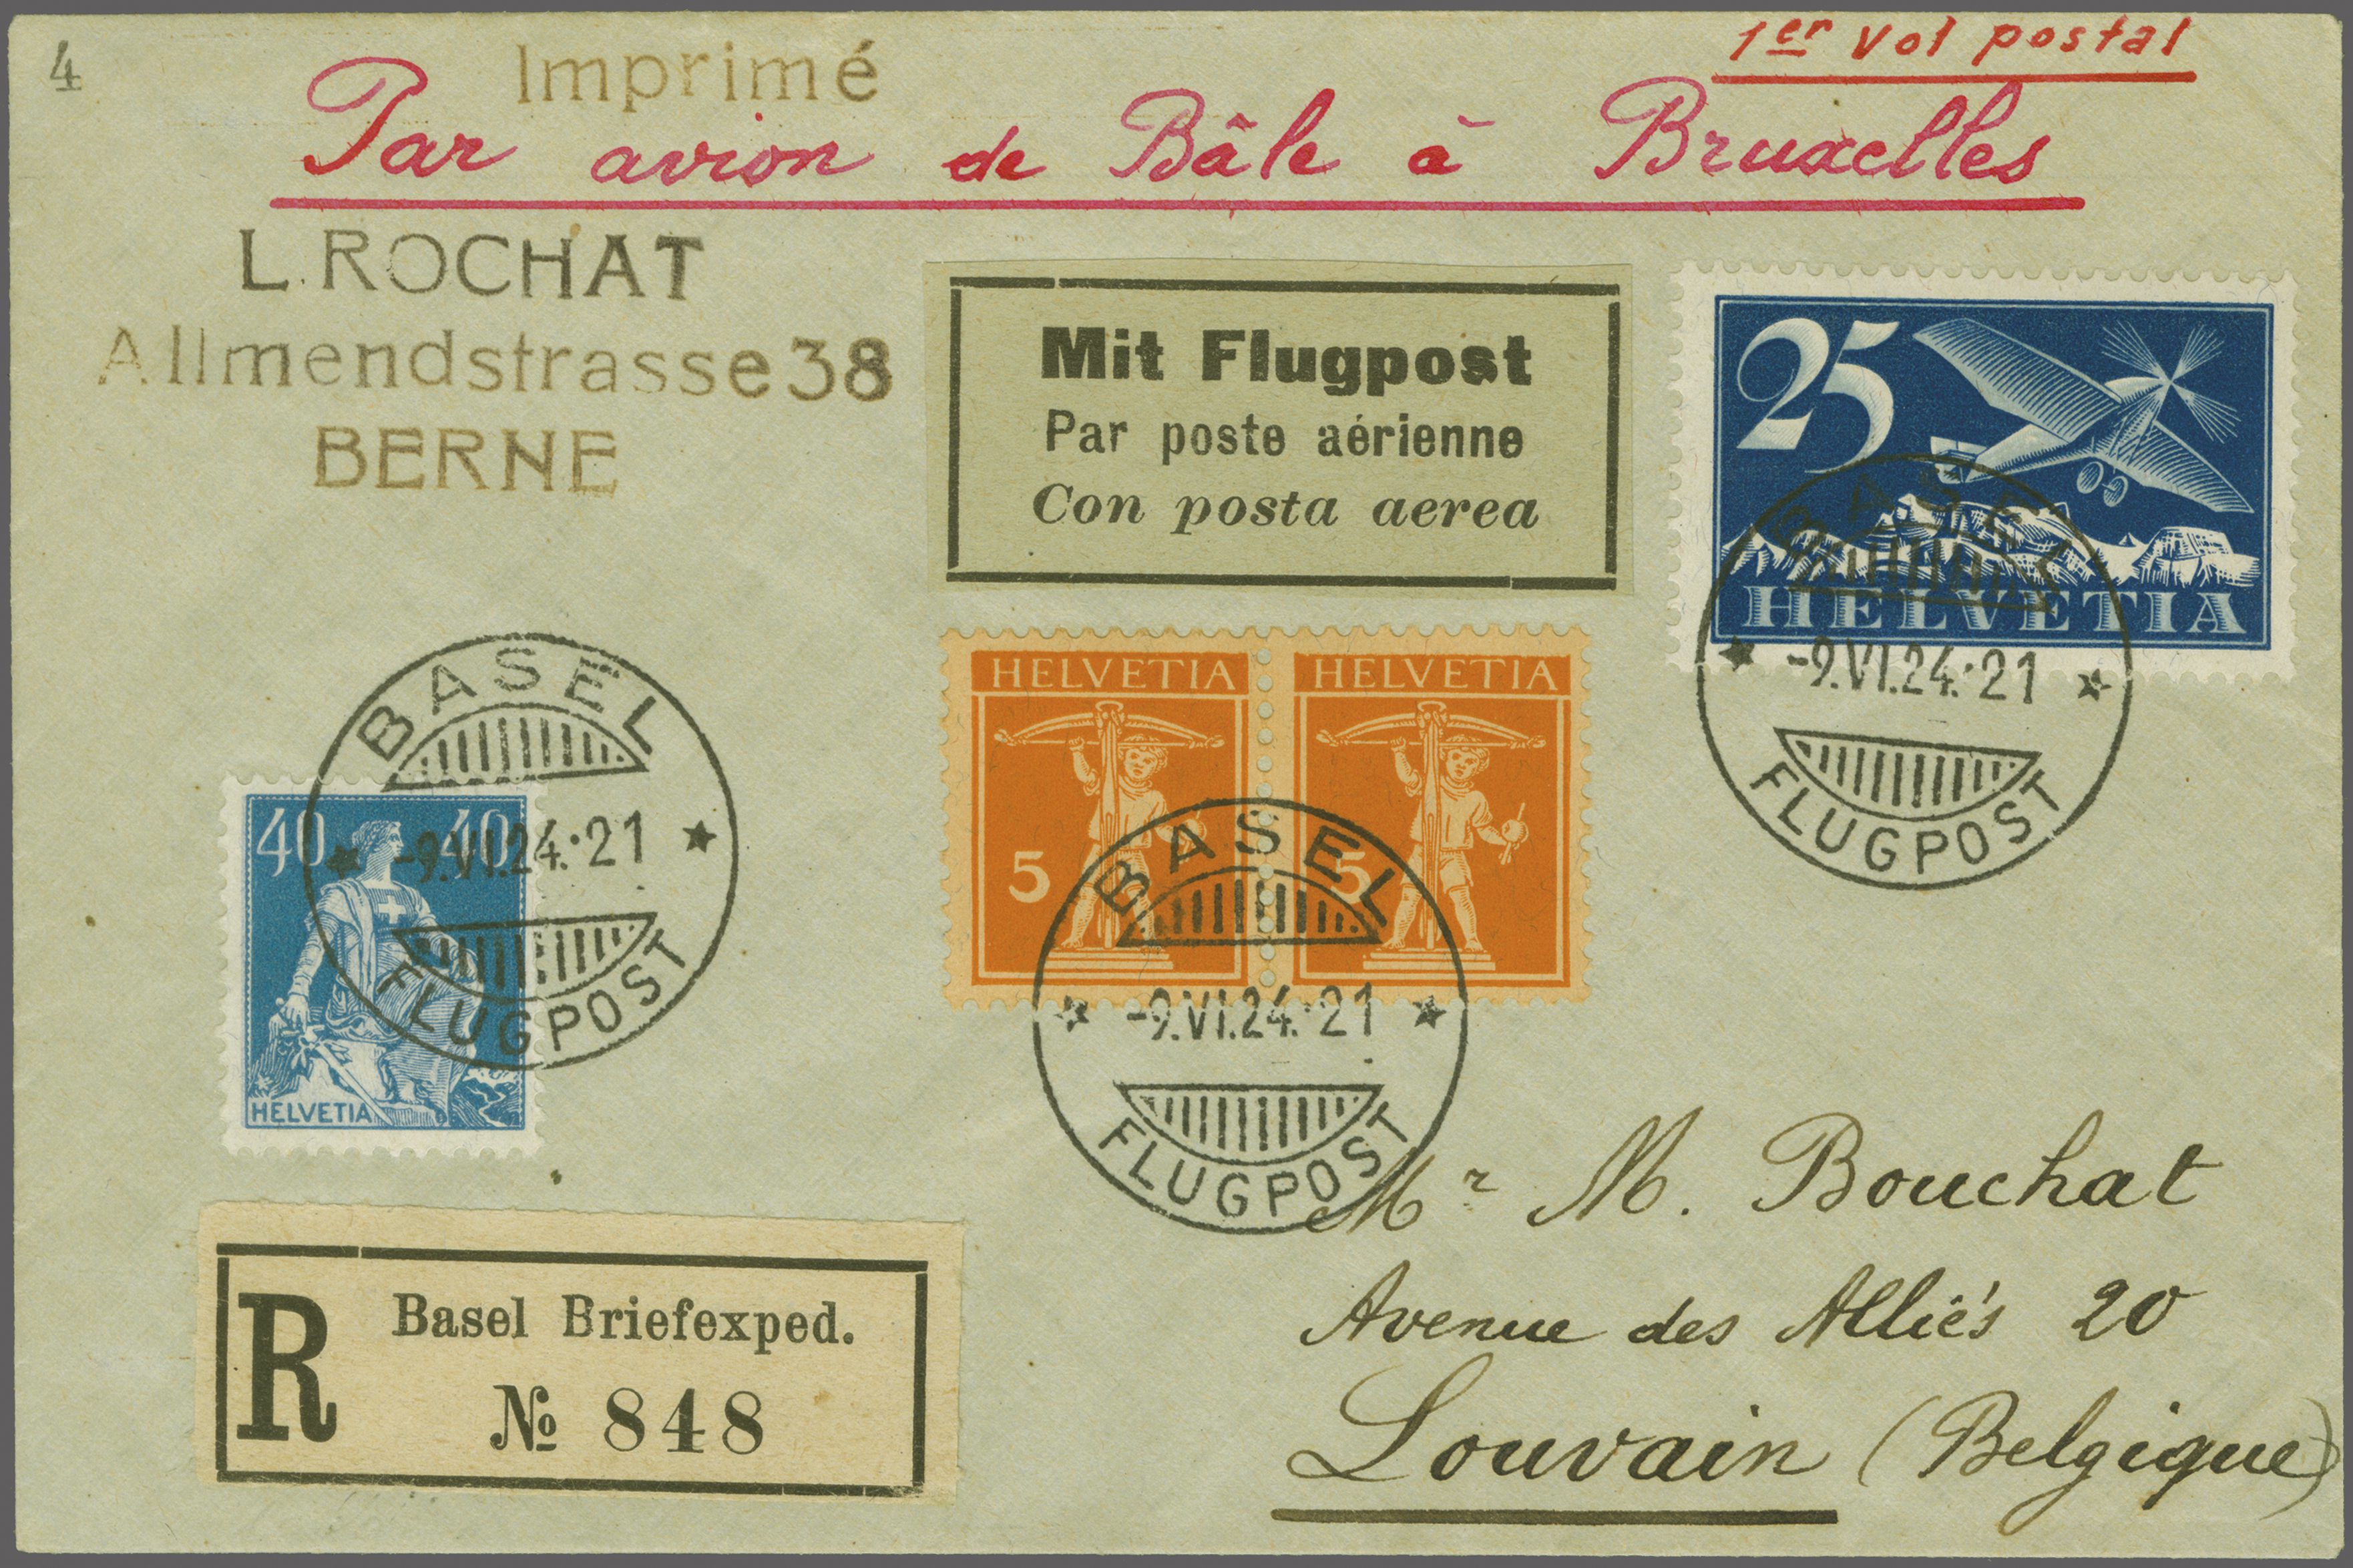 4
Imprimé
1er vol postal
Par avion de Bâle à Bruxelles
L. ROCHAT
Allmendstrasse 38
BERNE
Mit Flugpost
Par poste aérienne
Con posta aerea
25
HELVETIA
BASEL
-9.VI.24.·21
FLUGPOST
HELVETIA
5
HELVETIA
5
BASEL
-9.VI.24.·21
FLUGPOST
40 40
HELVETIA
BASEL
-9.VI.24.·21
FLUGPOST
R
Basel Briefexped.
№ 848
Mr M. Bouchat
Avenue des Alliés 20
Louvain (Belgique)